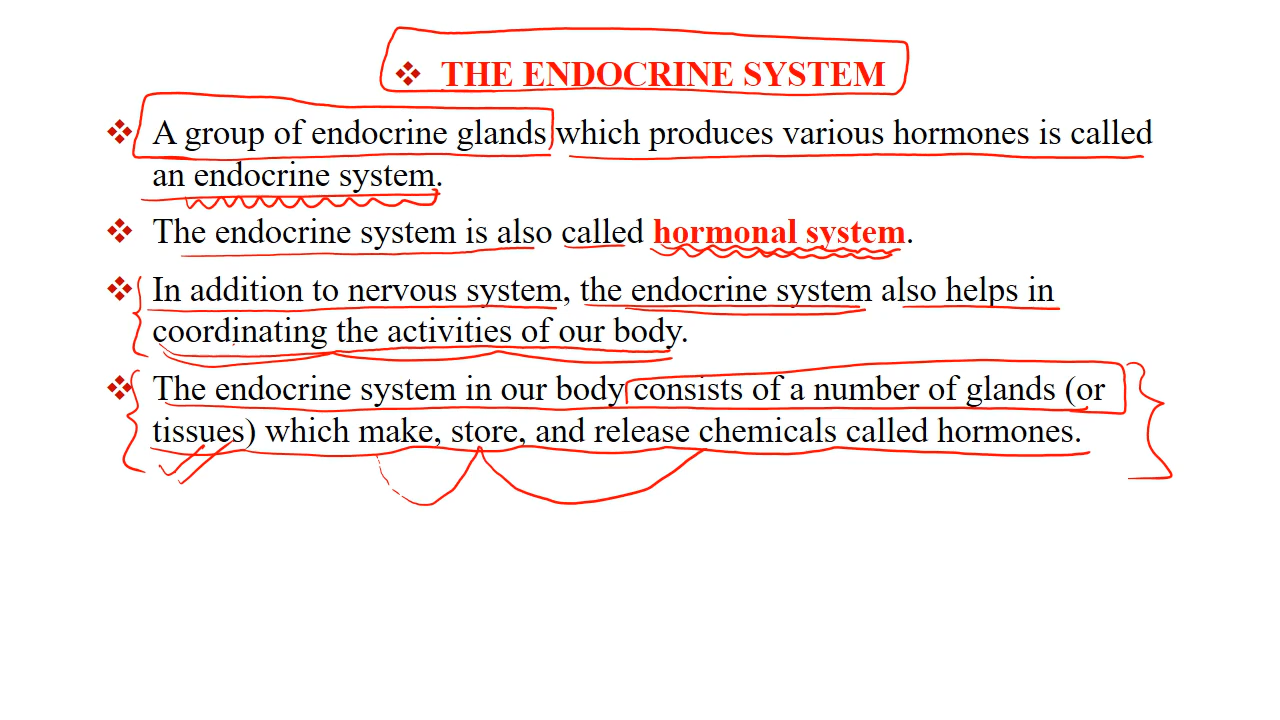 ❖ THE ENDOCRINE SYSTEM
❖ A group of endocrine glands which produces various hormones is called
an endocrine system.
❖ The endocrine system is also called hormonal system.
❖ In addition to nervous system, the endocrine system also helps in
coordinating the activities of our body.
❖ The endocrine system in our body consists of a number of glands (or
tissues) which make, store, and release chemicals called hormones.